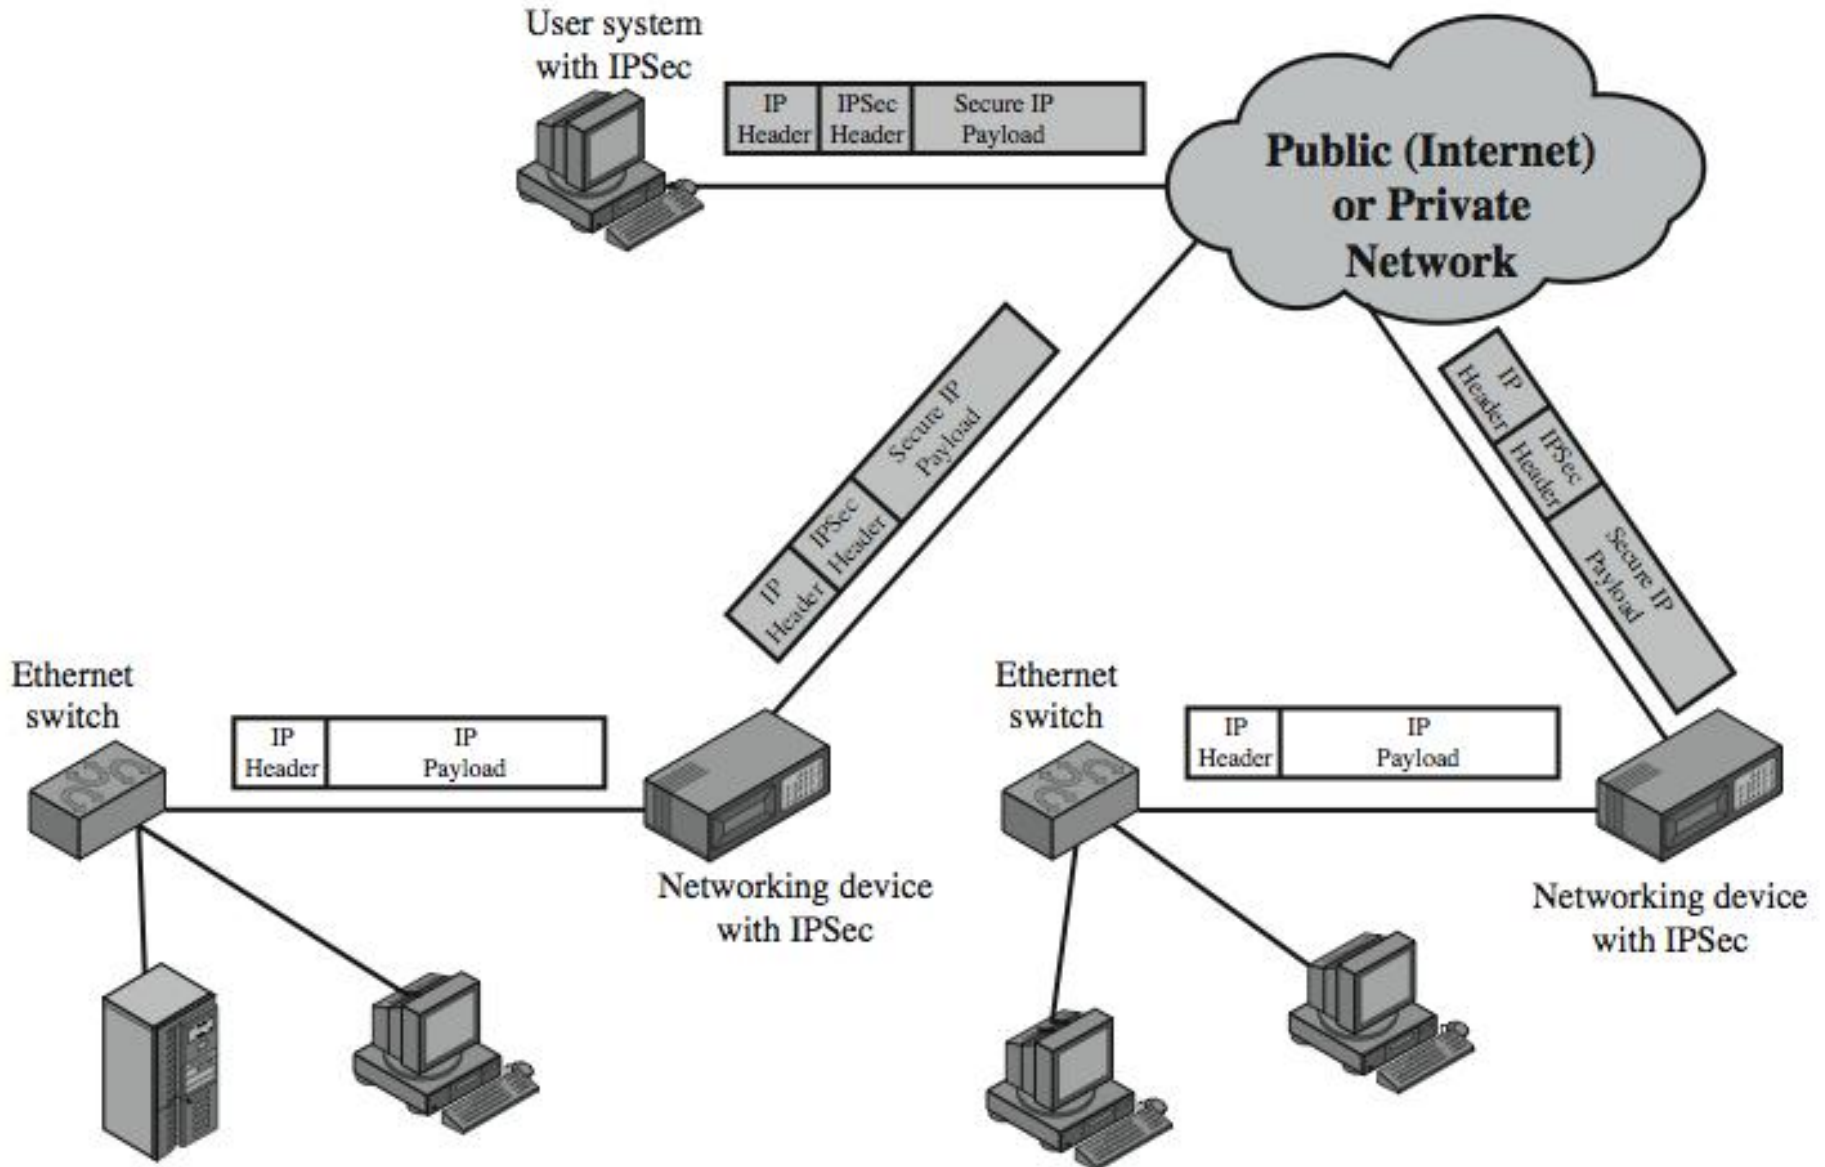 User system
with IPSec
IP
Header
IPSec
Header
Secure IP
Payload
Public (Internet)
or Private
Network
IP
Header
IPSec
Header
Secure IP
Payload
IP
Header
IPSec
Header
Secure IP
Payload
Ethernet
switch
IP
Header
IP
Payload
Networking device
with IPSec
Ethernet
switch
IP
Header
IP
Payload
Networking device
with IPSec